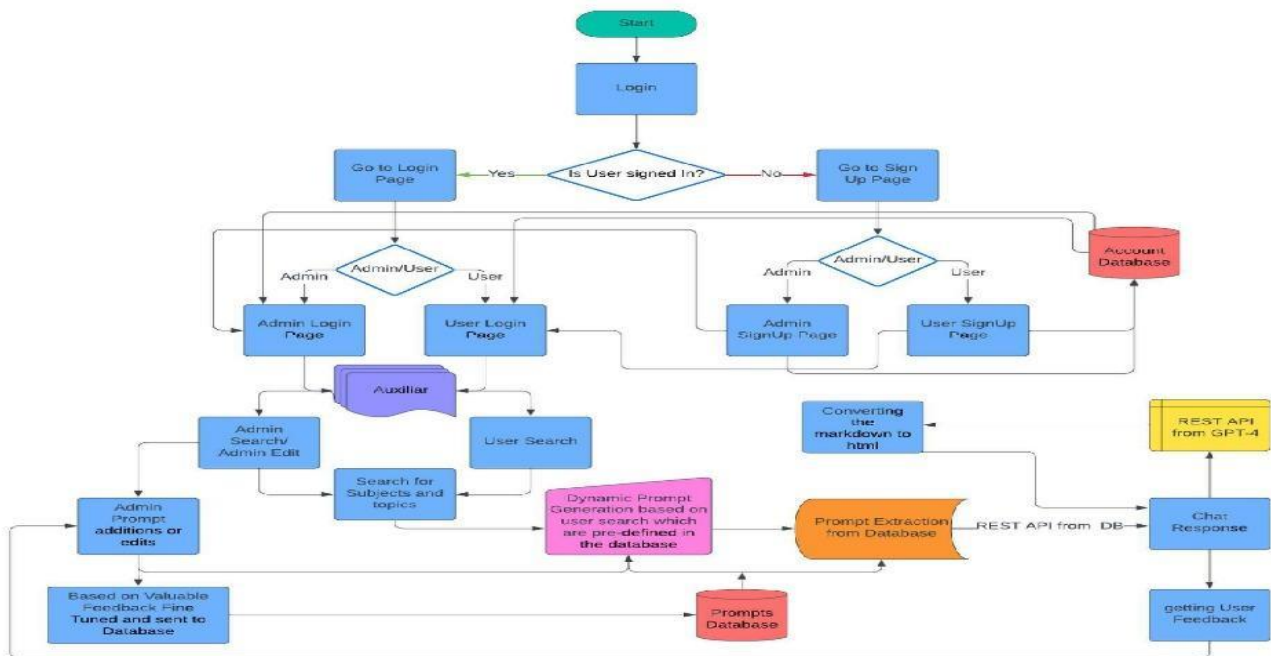 Start
Login
Go to Login
Page
Yes
Is User signed In?
No
Go to Sign
Up Page
Admin/User
Admin
User
Admin/User
Admin
User
Account
Database
Admin Login
Page
User Login
Page
Admin
SignUp Page
User SignUp
Page
Auxiliar
Admin
Search/
Admin Edit
User Search
Converting
the
markdown to
html
REST API
from GPT-4
Search for
Subjects and
topics
Dynamic Prompt
Generation based on
user search which
are pre-defined in
the database
Prompt Extraction
from Database
REST API from DB
Chat
Response
Admin
Prompt
additions or
edits
Based on Valuable
Feedback Fine
Tuned and sent to
Database
Prompts
Database
getting User
Feedback